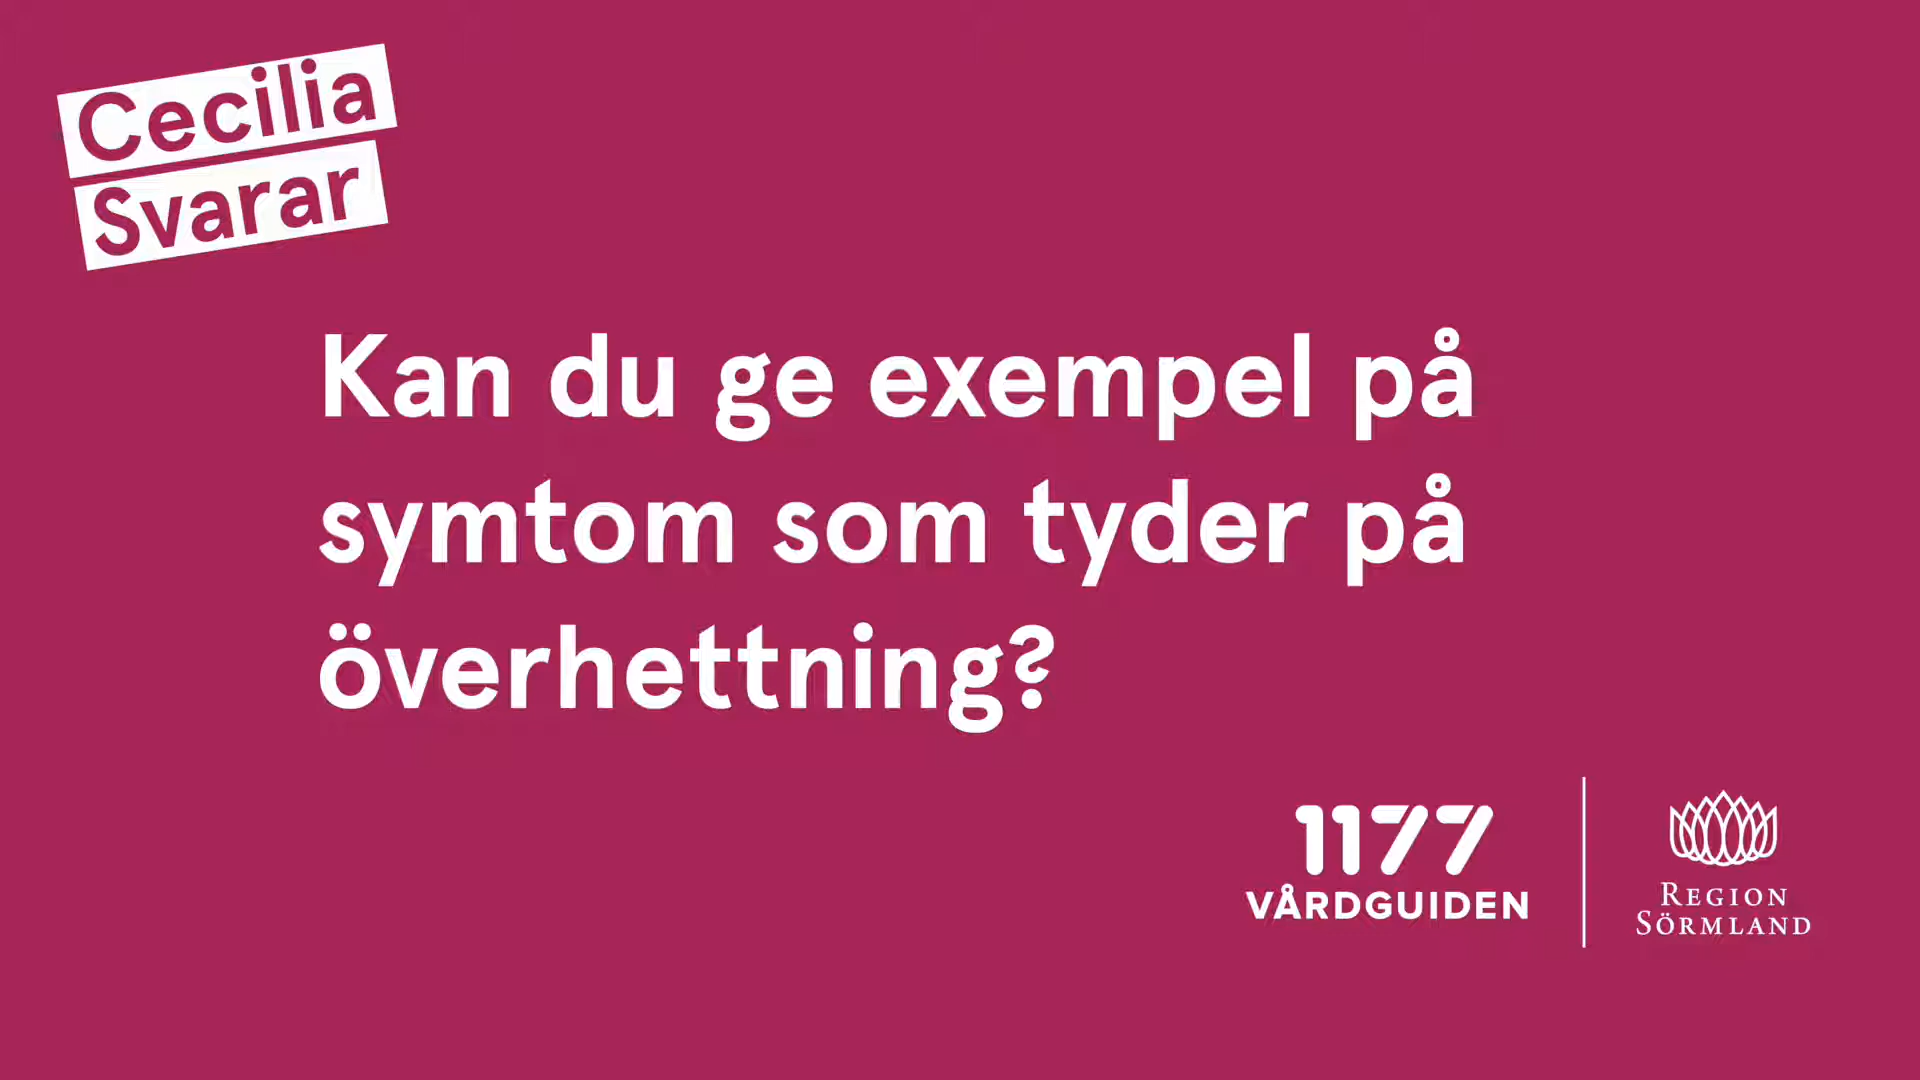 Cecilia
Svarar
Kan du ge exempel på
symtom som tyder på
överhettning?
1177
VÅRDGUIDEN
REGION
SÖRMLAND